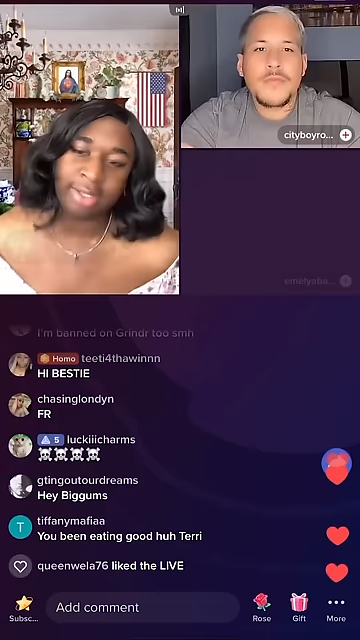 cityboyro...
emefyaba...
I'm banned on Grindr too smh
Homo teeti4thawinnn
HI BESTIE
chasinglondyn
FR
5 luckiiicharms
☠️☠️☠️☠️
gtingoutourdreams
Hey Biggums
T tiffanymafiaa
You been eating good huh Terri
queenwela76 liked the LIVE
Subsc...
Add comment
Rose
Gift
More